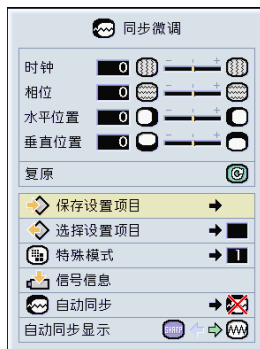 同步微调
时钟 0 - +
相位 0 - +
水平位置 0 - +
垂直位置 0 - +
复原
保存设置项目
选择设置项目
特殊模式 1
信号信息
自动同步
自动同步显示 SHARP